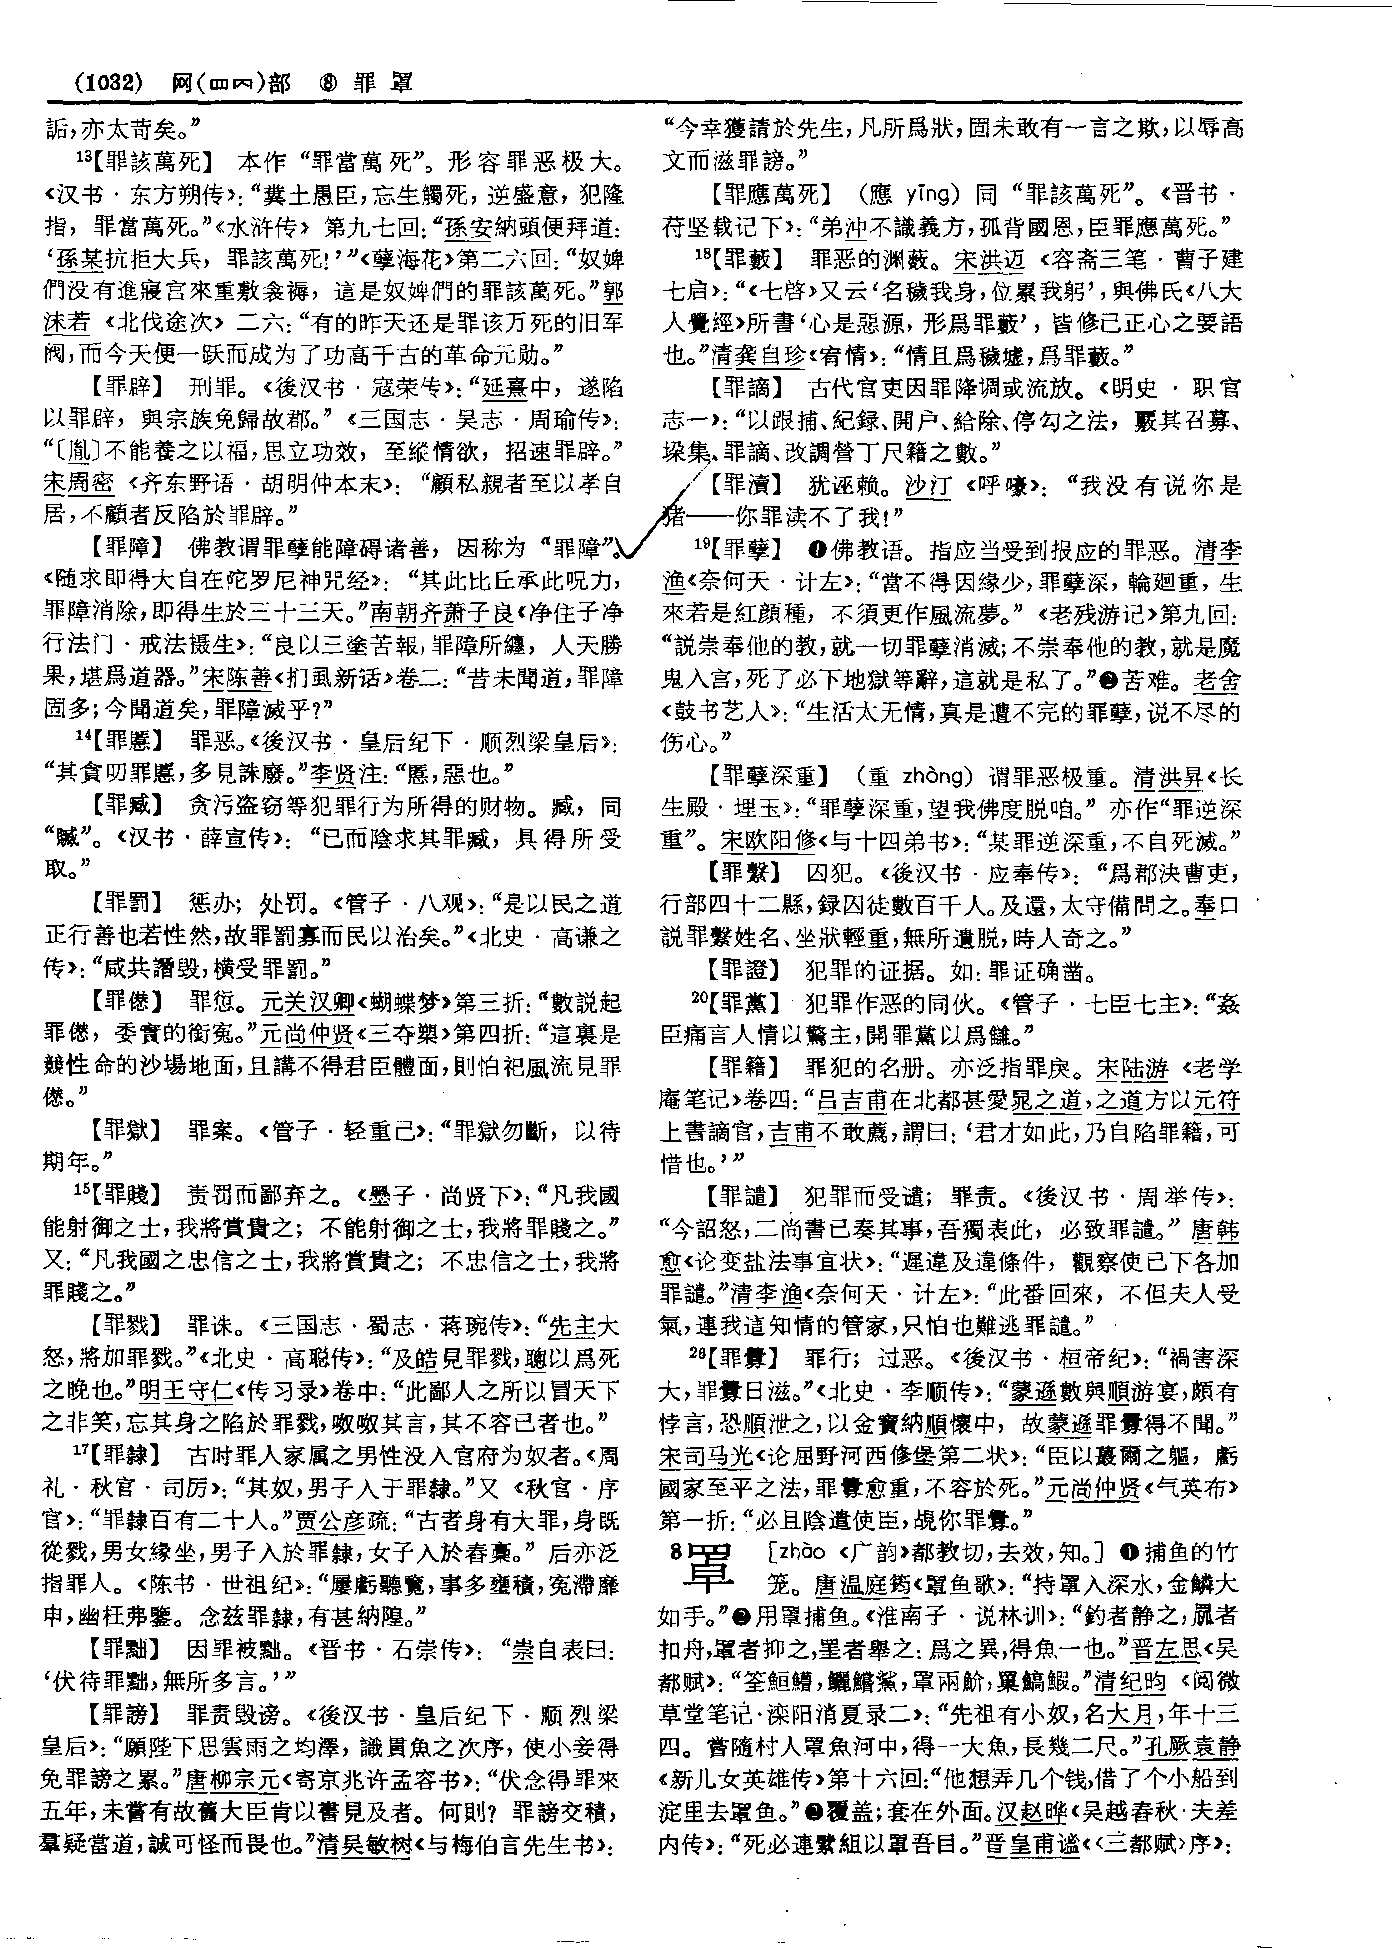 (1032) 网(罒㓁)部 ⑧ 罪 罩
詬,亦太苛矣。”
¹³【罪該萬死】 本作“罪當萬死”。形容罪恶极大。
《汉书·东方朔传》:“糞土愚臣,忘生觸死,逆盛意,犯隆
指,罪當萬死。”《水浒传》第九七回:“孫安納頭便拜道:
‘孫某抗拒大兵,罪該萬死!’”《孽海花》第二六回:“奴婢
們没有進寢宫來重敷衾褥,這是奴婢們的罪該萬死。”郭
沫若《北伐途次》二六:“有的昨天还是罪该万死的旧军
阀,而今天便一跃而成为了功高千古的革命元勋。”
【罪辟】 刑罪。《後汉书·寇荣传》:“延熹中,遂陷
以罪辟,與宗族免歸故郡。”《三国志·吴志·周瑜传》:
“〔胤〕不能養之以福,思立功效,至縱情欲,招速罪辟。”
宋周密《齐东野语·胡明仲本末》:“顧私親者至以孝自
居,不顧者反陷於罪辟。”
【罪障】 佛教谓罪孽能障碍诸善,因称为“罪障”。
《随求即得大自在陀罗尼神咒经》:“其此比丘承此呪力,
罪障消除,即得生於三十三天。”南朝齐萧子良《净住子净
行法门·戒法摄生》:“良以三塗苦報,罪障所纏,人天勝
果,堪爲道器。”宋陈善《扪虱新话》卷二:“昔未聞道,罪障
固多;今聞道矣,罪障滅乎?”
¹⁴【罪慝】 罪恶。《後汉书·皇后纪下·顺烈梁皇后》:
“其貪叨罪慝,多見誅廢。”李贤注:“慝,惡也。”
【罪臧】 贪污盗窃等犯罪行为所得的财物。臧,同
“贓”。《汉书·薛宣传》:“已而陰求其罪臧,具得所受
取。”
【罪罰】 惩办;处罚。《管子·八观》:“是以民之道
正行善也若性然,故罪罰寡而民以治矣。”《北史·高谦之
传》:“咸共譖毁,横受罪罰。”
【罪僁】 罪愆。元关汉卿《蝴蝶梦》第三折:“數説起
罪僁,委實的銜寃。”元尚仲贤《三夺槊》第四折:“這裏是
競性命的沙場地面,且講不得君臣體面,則怕犯風流見罪
僁。”
【罪獄】 罪案。《管子·轻重己》:“罪獄勿斷,以待
期年。”
¹⁵【罪賤】 责罚而鄙弃之。《墨子·尚贤下》:“凡我國
能射御之士,我將賞貴之;不能射御之士,我將罪賤之。”
又:“凡我國之忠信之士,我將賞貴之;不忠信之士,我將
罪賤之。”
【罪戮】 罪诛。《三国志·蜀志·蒋琬传》:“先主大
怒,將加罪戮。”《北史·高聪传》:“及皓見罪戮,聰以爲死
之晚也。”明王守仁《传习录》卷中:“此鄙人之所以冒天下
之非笑,忘其身之陷於罪戮,呶呶其言,其不容已者也。”
¹⁷【罪隸】 古时罪人家属之男性没入官府为奴者。《周
礼·秋官·司厉》:“其奴,男子入于罪隸。”又《秋官·序
官》:“罪隸百有二十人。”贾公彦疏:“古者身有大罪,身既
從戮,男女缘坐,男子入於罪隸,女子入於舂槀。”后亦泛
指罪人。《陈书·世祖纪》:“屢虧聽覽,事多壅積,寃滯靡
申,幽枉弗鑒。念兹罪隸,有甚納隍。”
【罪黜】 因罪被黜。《晋书·石崇传》:“崇自表曰:
‘伏待罪黜,無所多言。’”
【罪謗】 罪责毁谤。《後汉书·皇后纪下·顺烈梁
皇后》:“願陛下思雲雨之均澤,識貫魚之次序,使小妾得
免罪謗之累。”唐柳宗元《寄京兆许孟容书》:“伏念得罪來
五年,未嘗有故舊大臣肯以書見及者。何則?罪謗交積,
羣疑當道,誠可怪而畏也。”清吴敏树《与梅伯言先生书》:
“今幸獲請於先生,凡所爲狀,固未敢有一言之欺,以辱高
文而滋罪謗。”
【罪應萬死】 (應 yīng)同“罪該萬死”。《晋书·
苻坚载记下》:“弟沖不識義方,孤背國恩,臣罪應萬死。”
¹⁸【罪藪】 罪恶的渊薮。宋洪迈《容斋三笔·曹子建
七启》:“《七啓》又云‘名穢我身,位累我躬’,與佛氏《八大
人覺經》所書‘心是惡源,形爲罪藪’,皆修己正心之要語
也。”清龚自珍《宥情》:“情且爲穢墟,爲罪藪。”
【罪謫】 古代官吏因罪降调或流放。《明史·职官
志一》:“以跟捕、紀録、開户、給除、停勾之法,覈其召募、
垛集、罪謫、改調營丁尺籍之數。”
【罪瀆】 犹诬赖。沙汀《呼嚎》:“我没有说你是
猪——你罪渎不了我!”
¹⁹【罪孽】 ❶佛教语。指应当受到报应的罪恶。清李
渔《奈何天·计左》:“當不得因緣少,罪孽深,輪廻重,生
來若是紅顔種,不須更作風流夢。”《老残游记》第九回:
“説崇奉他的教,就一切罪孽消滅;不崇奉他的教,就是魔
鬼入宫,死了必下地獄等辭,這就是私了。”❷苦难。老舍
《鼓书艺人》:“生活太无情,真是遭不完的罪孽,说不尽的
伤心。”
【罪孽深重】 (重 zhòng)谓罪恶极重。清洪昇《长
生殿·埋玉》:“罪孽深重,望我佛度脱咱。”亦作“罪逆深
重”。宋欧阳修《与十四弟书》:“某罪逆深重,不自死滅。”
【罪繫】 囚犯。《後汉书·应奉传》:“爲郡決曹吏,
行部四十二縣,録囚徒數百千人。及還,太守備問之。奉口
説罪繫姓名、坐狀輕重,無所遺脱,時人奇之。”
【罪證】 犯罪的证据。如:罪证确凿。
²⁰【罪黨】 犯罪作恶的同伙。《管子·七臣七主》:“姦
臣痛言人情以驚主,開罪黨以爲讎。”
【罪籍】 罪犯的名册。亦泛指罪戾。宋陆游《老学
庵笔记》卷四:“吕吉甫在北都甚愛晁之道,之道方以元符
上書謫官,吉甫不敢薦,謂曰:‘君才如此,乃自陷罪籍,可
惜也。’”
【罪譴】 犯罪而受谴;罪责。《後汉书·周举传》:
“今詔怒,二尚書已奏其事,吾獨表此,必致罪譴。”唐韩
愈《论变盐法事宜状》:“遲違及違條件,觀察使已下各加
罪譴。”清李渔《奈何天·计左》:“此番回來,不但夫人受
氣,連我這知情的管家,只怕也難逃罪譴。”
²⁸【罪釁】 罪行;过恶。《後汉书·桓帝纪》:“禍害深
大,罪釁日滋。”《北史·李顺传》:“蒙遜數與順游宴,頗有
悖言,恐順泄之,以金寶納順懷中,故蒙遜罪釁得不聞。”
宋司马光《论屈野河西修堡第二状》:“臣以蕞爾之軀,虧
國家至平之法,罪釁愈重,不容於死。”元尚仲贤《气英布》
第一折:“必且陰遣使臣,覘你罪釁。”
⁸罩 [zhào《广韵》都教切,去效,知。] ❶捕鱼的竹
笼。唐温庭筠《罩鱼歌》:“持罩入深水,金鱗大
如手。”❷用罩捕鱼。《淮南子·说林训》:“釣者静之,罛者
扣舟,罩者抑之,罣者舉之:爲之異,得魚一也。”晋左思《吴
都赋》:“筌䱭鱨,鱺鱨鯊,罩兩魪,罺鰝鰕。”清纪昀《阅微
草堂笔记·滦阳消夏录二》:“先祖有小奴,名大月,年十三
四。嘗隨村人罩魚河中,得一大魚,長幾二尺。”孔厥袁静
《新儿女英雄传》第十六回:“他想弄几个钱,借了个小船到
淀里去罩鱼。”❸覆盖;套在外面。汉赵晔《吴越春秋·夫差
内传》:“死必連繁組以罩吾目。”晋皇甫谧《〈三都赋〉序》: